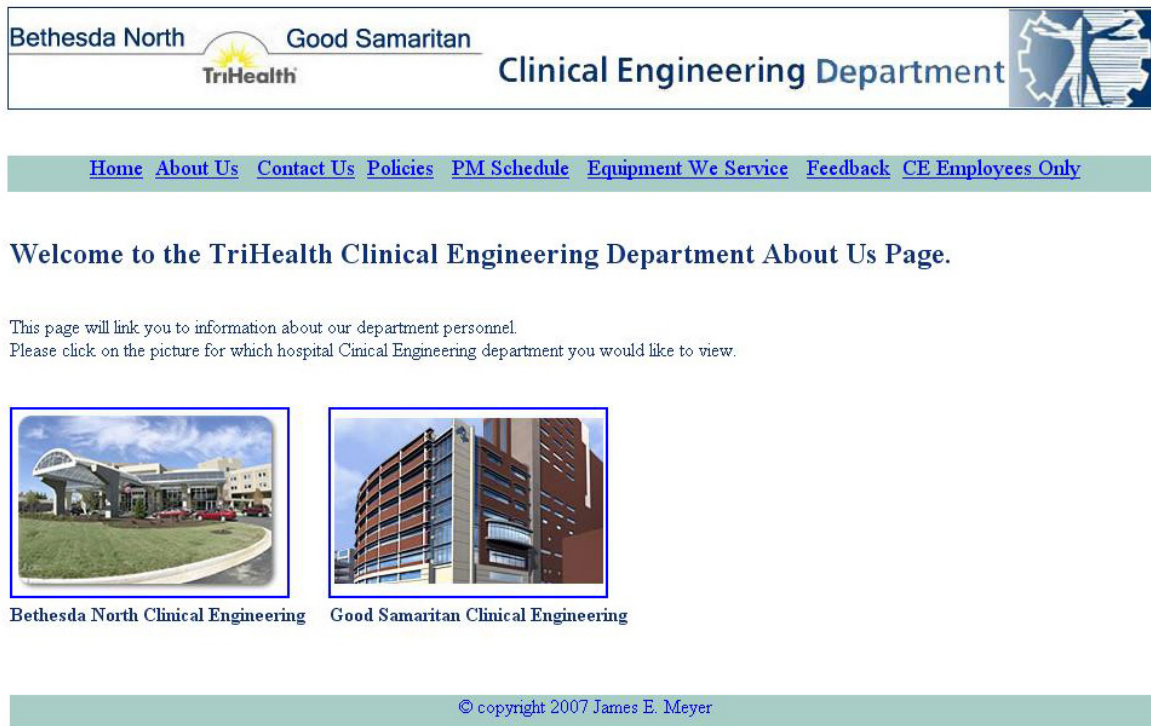 Bethesda North Good Samaritan
TriHealth
Clinical Engineering Department
Home About Us Contact Us Policies PM Schedule Equipment We Service Feedback CE Employees Only
Welcome to the TriHealth Clinical Engineering Department About Us Page.
This page will link you to information about our department personnel.
Please click on the picture for which hospital Cinical Engineering department you would like to view.
Bethesda North Clinical Engineering Good Samaritan Clinical Engineering
© copyright 2007 James E. Meyer